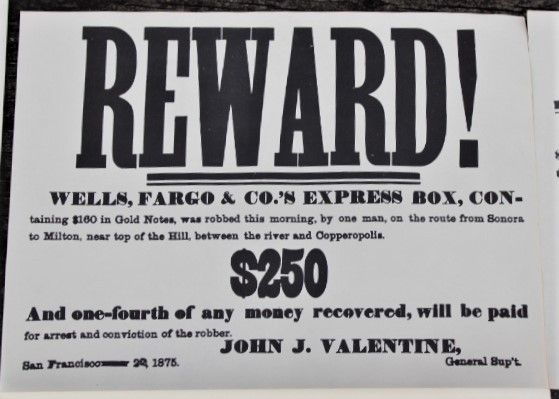 REWARD!
WELLS, FARGO & CO.'S EXPRESS BOX, CON-
taining $160 in Gold Notes, was robbed this morning, by one man, on the route from Sonora
to Milton, near top of the Hill, between the river and Copperopolis.
$250
And one-fourth of any money recovered, will be paid
for arrest and conviction of the robber.
JOHN J. VALENTINE,
San Francisco 1875.
General Sup't.